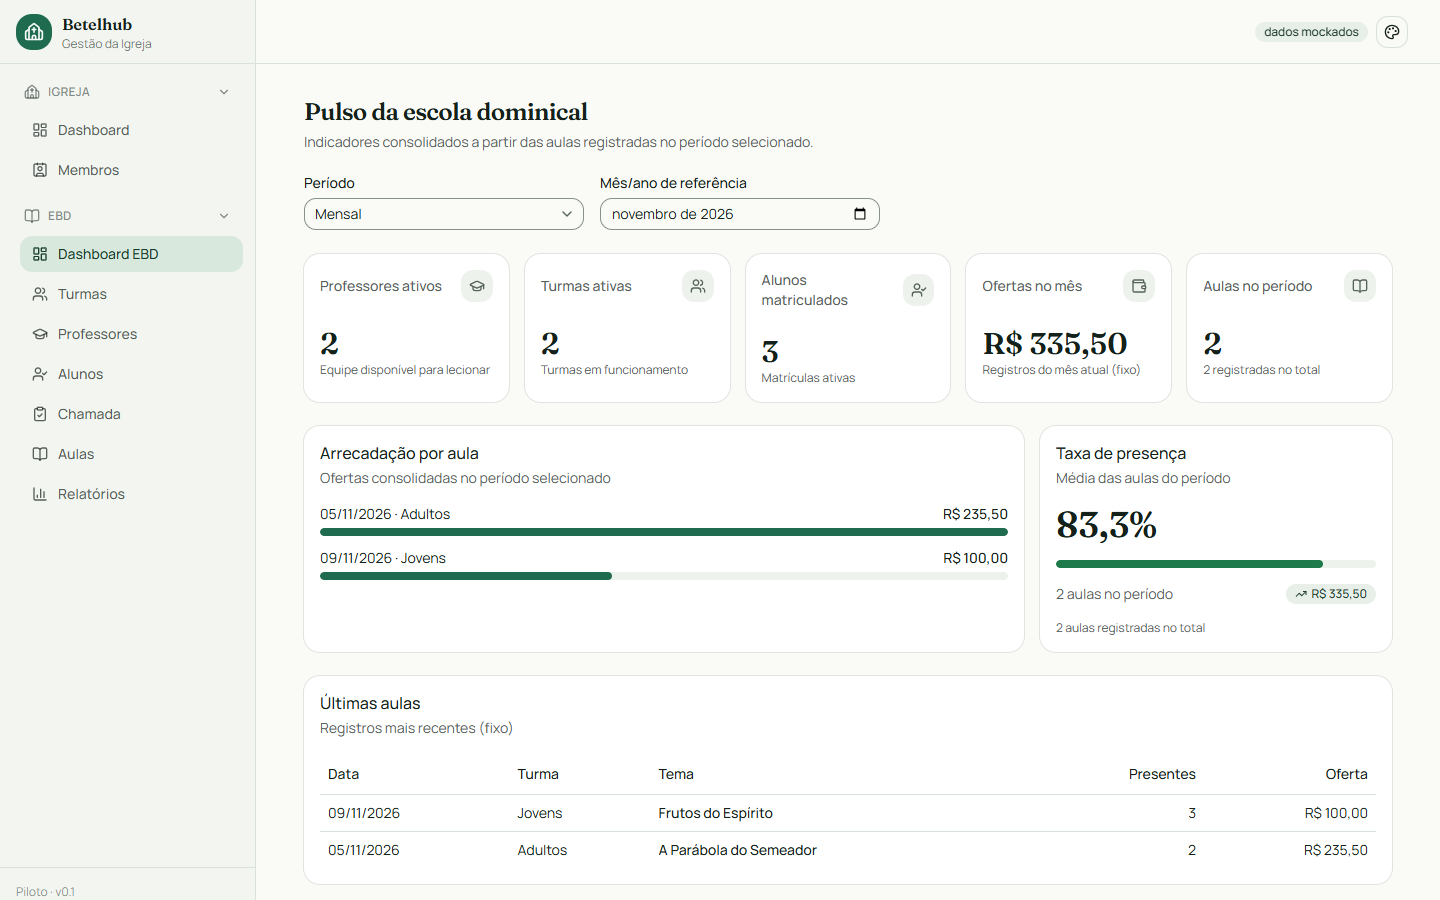 Betelhub
Gestão da Igreja
dados mockados
IGREJA
Dashboard
Membros
EBD
Dashboard EBD
Turmas
Professores
Alunos
Chamada
Aulas
Relatórios
Piloto · v0.1
Pulso da escola dominical
Indicadores consolidados a partir das aulas registradas no período selecionado.
Período
Mensal
Mês/ano de referência
novembro de 2026
Professores ativos
2
Equipe disponível para lecionar
Turmas ativas
2
Turmas em funcionamento
Alunos
matriculados
3
Matrículas ativas
Ofertas no mês
R$ 335,50
Registros do mês atual (fixo)
Aulas no período
2
2 registradas no total
Arrecadação por aula
Ofertas consolidadas no período selecionado
05/11/2026 · Adultos R$ 235,50
09/11/2026 · Jovens R$ 100,00
Taxa de presença
Média das aulas do período
83,3%
2 aulas no período R$ 335,50
2 aulas registradas no total
Últimas aulas
Registros mais recentes (fixo)
Data Turma Tema Presentes Oferta
09/11/2026 Jovens Frutos do Espírito 3 R$ 100,00
05/11/2026 Adultos A Parábola do Semeador 2 R$ 235,50